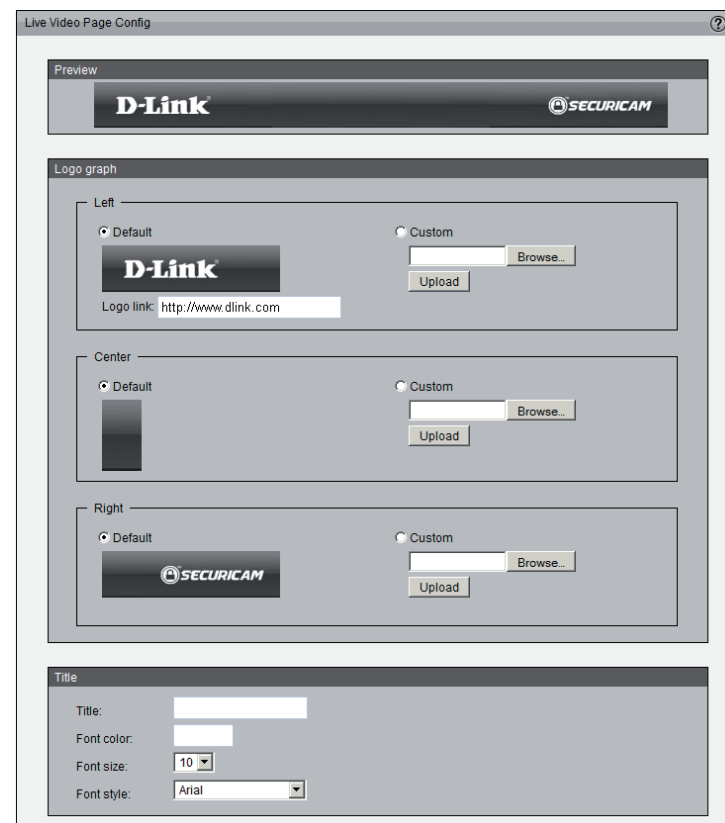 Live Video Page Config ?
Preview
D-Link SECURICAM
Logo graph
Left
Default Custom
D-Link
Browse...
Upload
Logo link: http://www.dlink.com
Center
Default Custom
Browse...
Upload
Right
Default Custom
SECURICAM
Browse...
Upload
Title
Title:
Font color:
Font size: 10
Font style: Arial